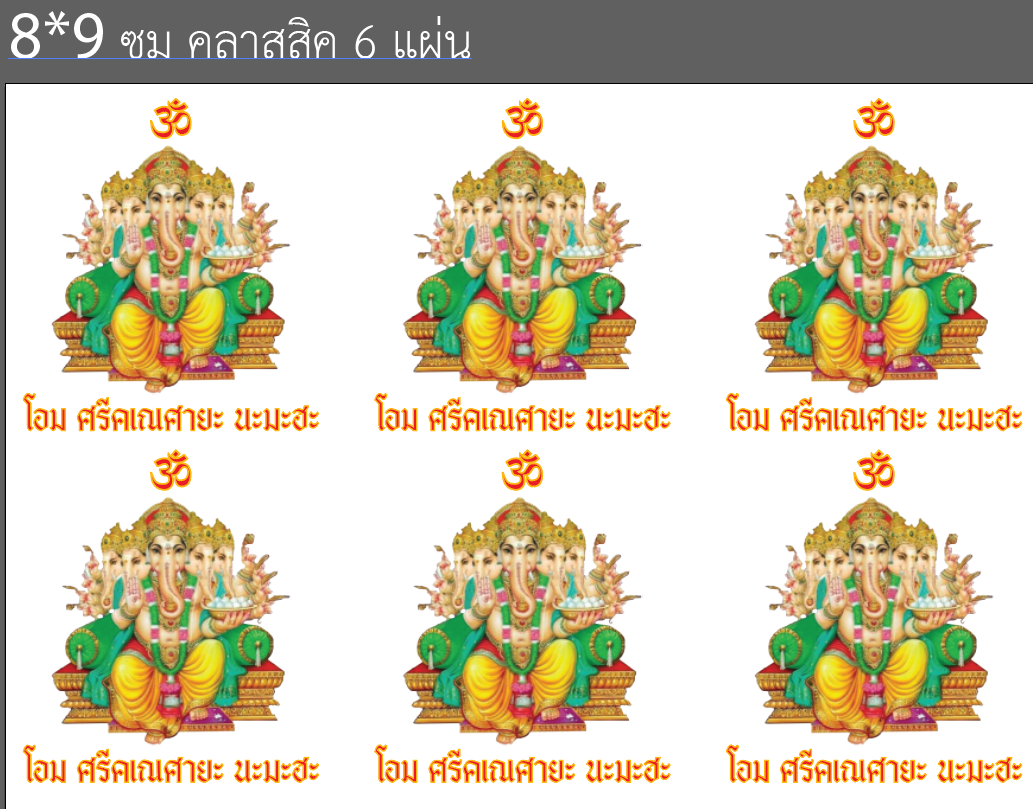 8*9 ซม คลาสสิค 6 แผ่น
ॐ ॐ ॐ
โอม ศรีคเณศายะ นะมะฮะ โอม ศรีคเณศายะ นะมะฮะ โอม ศรีคเณศายะ นะมะฮะ
ॐ ॐ ॐ
โอม ศรีคเณศายะ นะมะฮะ โอม ศรีคเณศายะ นะมะฮะ โอม ศรีคเณศายะ นะมะฮะ